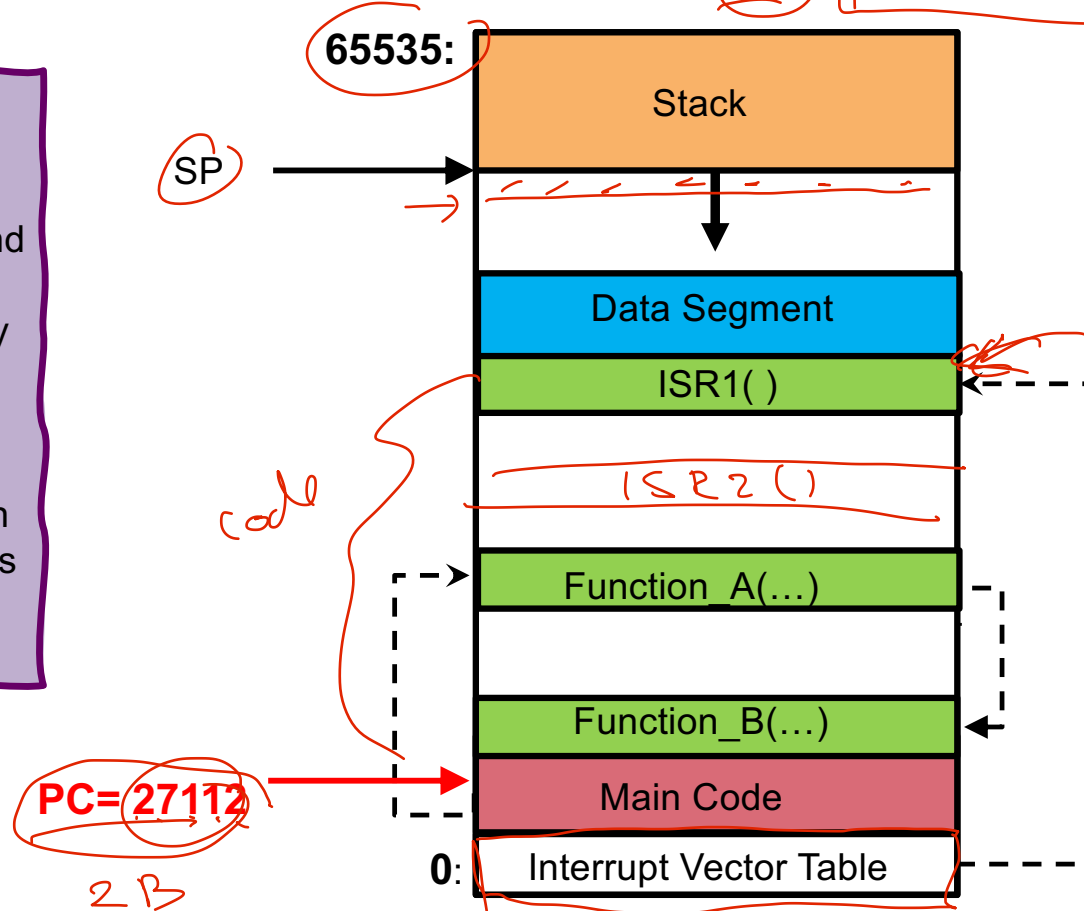 65535:
Stack
SP
nd
y
Data Segment
ISR1( )
ISR2()
code
n
s
Function_A(…)
Function_B(…)
PC= 27112
Main Code
0:
Interrupt Vector Table
2B